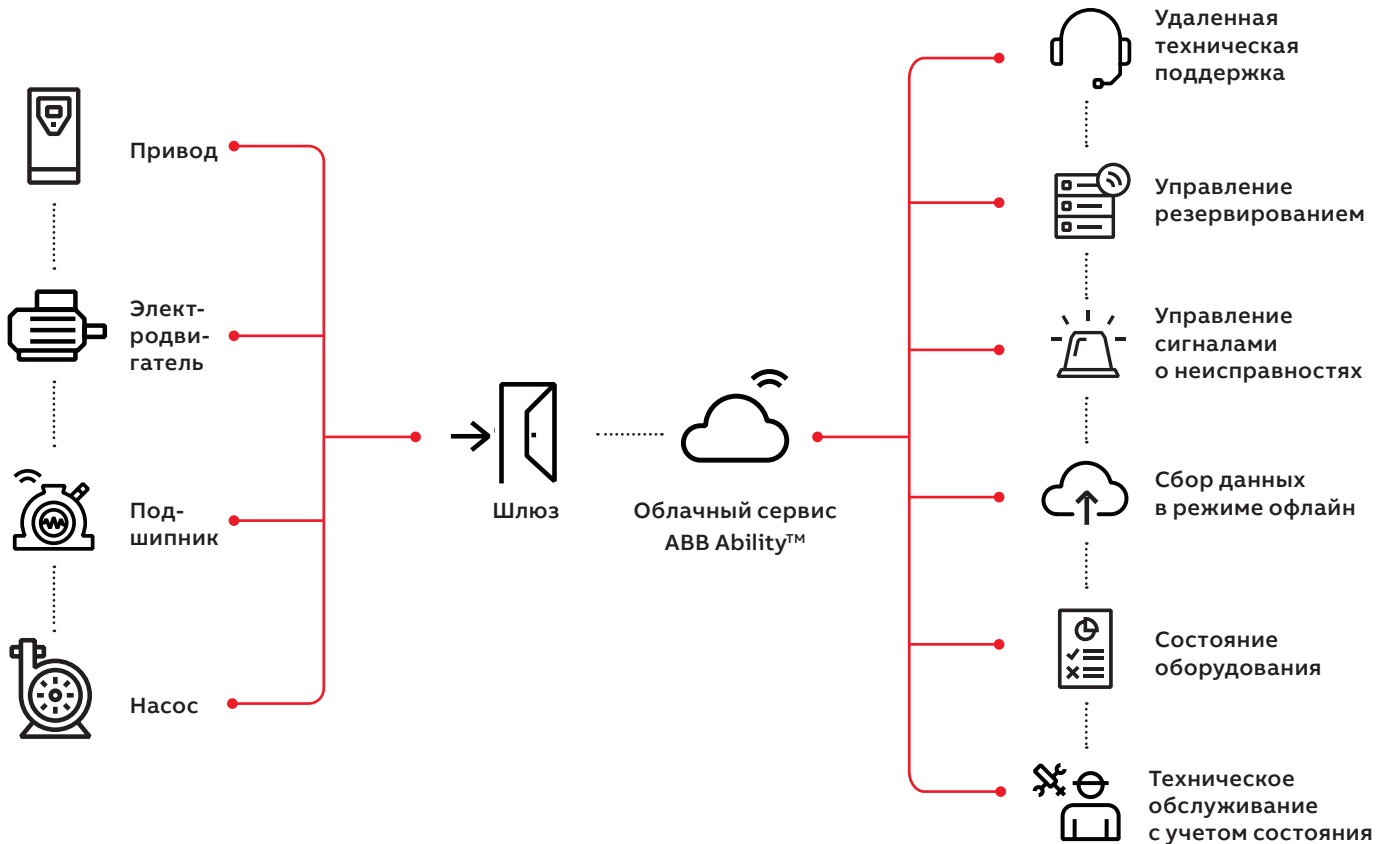 Привод
Элект-
родви-
гатель
Под-
шипник
Насос
Шлюз
Облачный сервис
ABB Ability™
Удаленная
техническая
поддержка
Управление
резервированием
Управление
сигналами
о неисправностях
Сбор данных
в режиме офлайн
Состояние
оборудования
Техническое
обслуживание
с учетом состояния